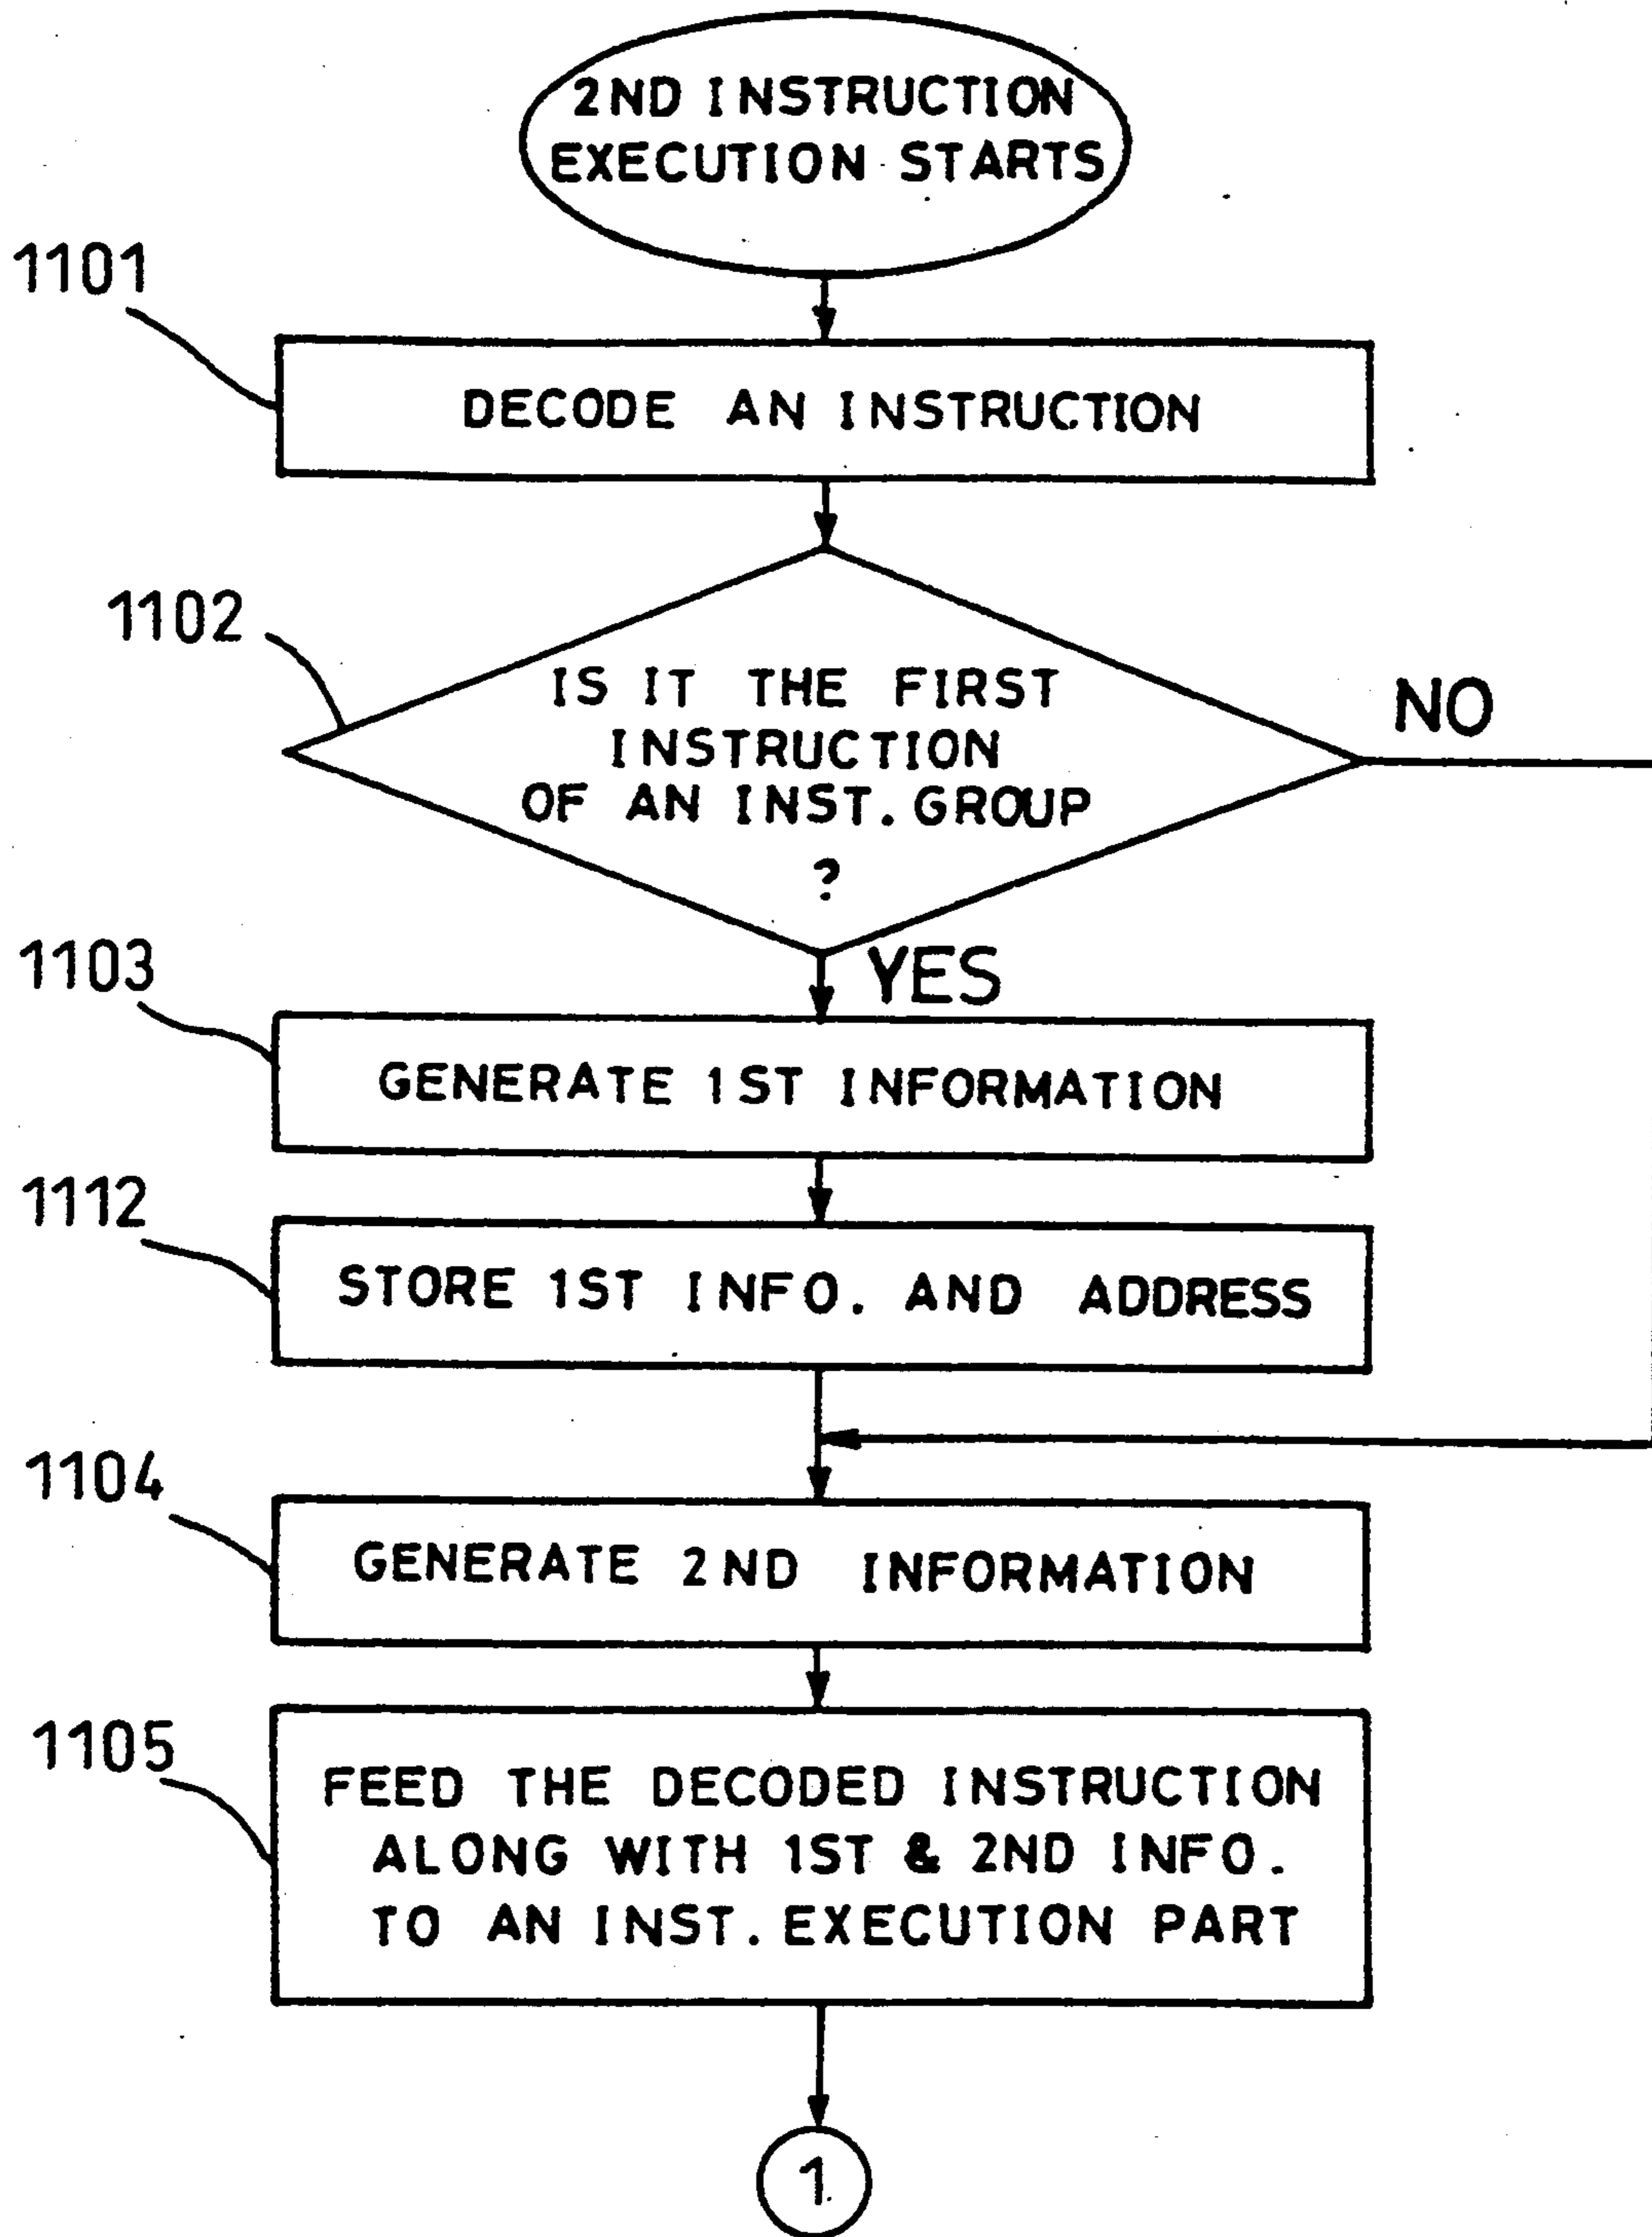 2ND INSTRUCTION
EXECUTION STARTS
1101
DECODE AN INSTRUCTION
1102
IS IT THE FIRST
INSTRUCTION
OF AN INST. GROUP
?
NO
YES
1103
GENERATE 1ST INFORMATION
1112
STORE 1ST INFO. AND ADDRESS
1104
GENERATE 2ND INFORMATION
1105
FEED THE DECODED INSTRUCTION
ALONG WITH 1ST & 2ND INFO.
TO AN INST. EXECUTION PART
1